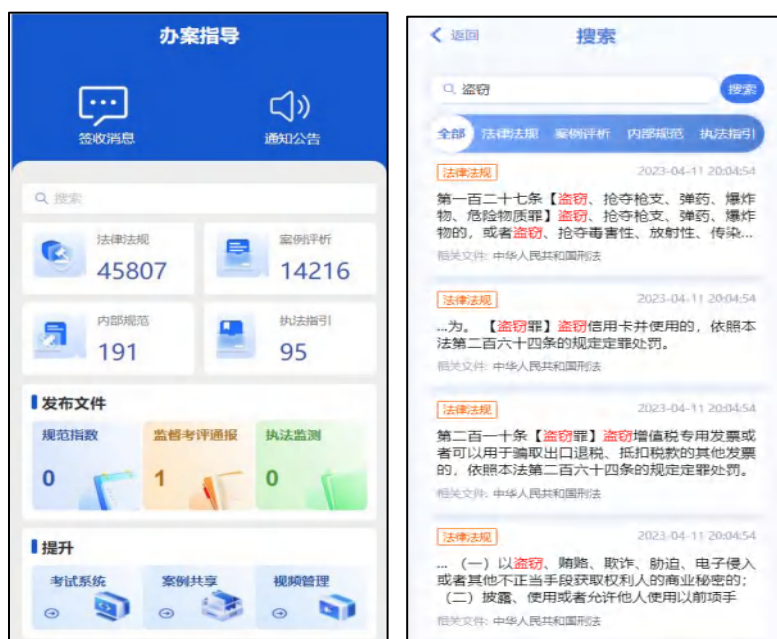 办案指导
签收消息
通知公告
搜索
法律法规
45807
案例评析
14216
内部规范
191
执法指引
95
发布文件
规范指数
监督考评通报
执法监测
0
1
0
提升
考试系统
案例共享
视频管理
返回
搜索
盗窃
搜索
全部 法律法规 案例评析 内部规范 执法指引
法律法规 2023-04-11 20:04:54
第一百二十七条【盗窃、抢夺枪支、弹药、爆炸
物、危险物质罪】盗窃、抢夺枪支、弹药、爆炸
物的，或者盗窃、抢夺毒害性、放射性、传染...
相关文件: 中华人民共和国刑法
法律法规 2023-04-11 20:04:54
...为。 【盗窃罪】盗窃信用卡并使用的，依照本
法第二百六十四条的规定定罪处罚。
相关文件: 中华人民共和国刑法
法律法规 2023-04-11 20:04:54
第二百一十条【盗窃罪】盗窃增值税专用发票或
者可以用于骗取出口退税、抵扣税款的其他发票
的，依照本法第二百六十四条的规定定罪处罚。
相关文件: 中华人民共和国刑法
法律法规 2023-04-11 20:04:54
... （一）以盗窃、贿赂、欺诈、胁迫、电子侵入
或者其他不正当手段获取权利人的商业秘密的；
（二）披露、使用或者允许他人使用以前项手
相关文件: 中华人民共和国刑法